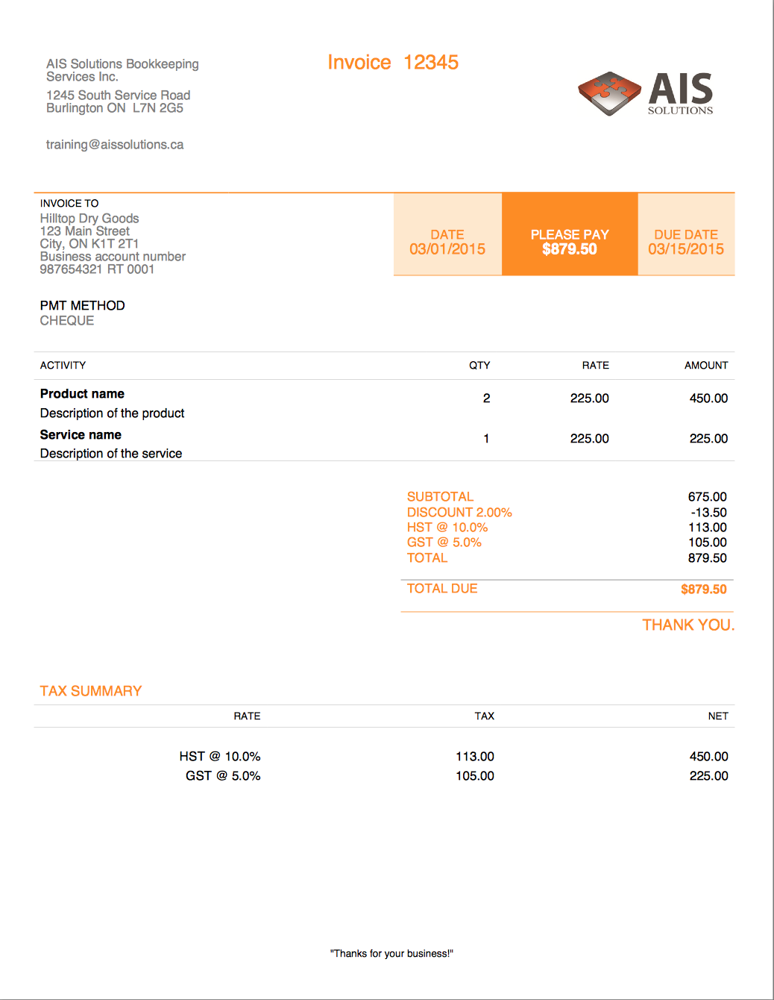 AIS Solutions Bookkeeping
Services Inc.
1245 South Service Road
Burlington ON  L7N 2G5
training@aissolutions.ca
Invoice  12345
AIS
SOLUTIONS
INVOICE TO
Hilltop Dry Goods
123 Main Street
City, ON K1T 2T1
Business account number
987654321 RT 0001
DATE
03/01/2015
PLEASE PAY
$879.50
DUE DATE
03/15/2015
PMT METHOD
CHEQUE
ACTIVITY QTY RATE AMOUNT
Product name 2 225.00 450.00
Description of the product
Service name 1 225.00 225.00
Description of the service
SUBTOTAL 675.00
DISCOUNT 2.00% -13.50
HST @ 10.0% 113.00
GST @ 5.0% 105.00
TOTAL 879.50
TOTAL DUE $879.50
THANK YOU.
TAX SUMMARY
RATE TAX NET
HST @ 10.0% 113.00 450.00
GST @ 5.0% 105.00 225.00
"Thanks for your business!"